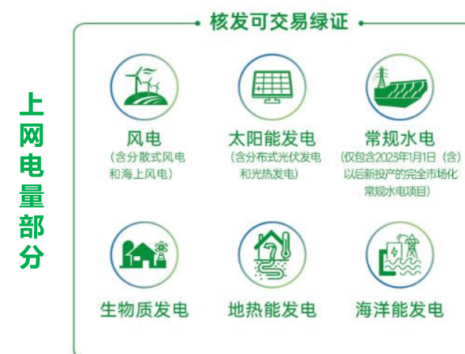 核发可交易绿证
上网电量部分
风电
(含分散式风电
和海上风电)
太阳能发电
(含分布式光伏发电
和光热发电)
常规水电
(仅包含2023年1月1日(含)
以后新投产的完全市场化
常规水电项目)
生物质发电
地热能发电
海洋能发电